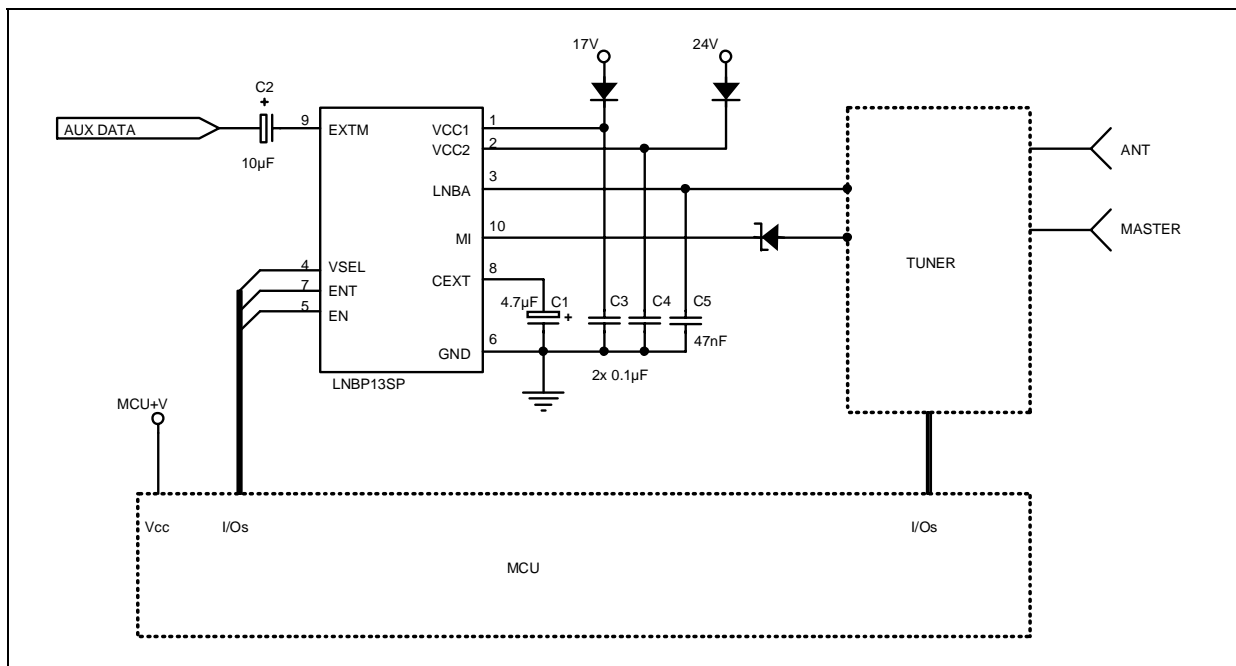 17V
24V
C2
+
AUX DATA
10µF
9
EXTM
VCC1
1
VCC2
2
LNBA
3
MI
10
CEXT
8
GND
6
VSEL
4
ENT
7
EN
5
LNBP13SP
4.7µF
C1
+
C3
C4
C5
47nF
2x 0.1µF
TUNER
ANT
MASTER
MCU+V
Vcc
I/Os
I/Os
MCU